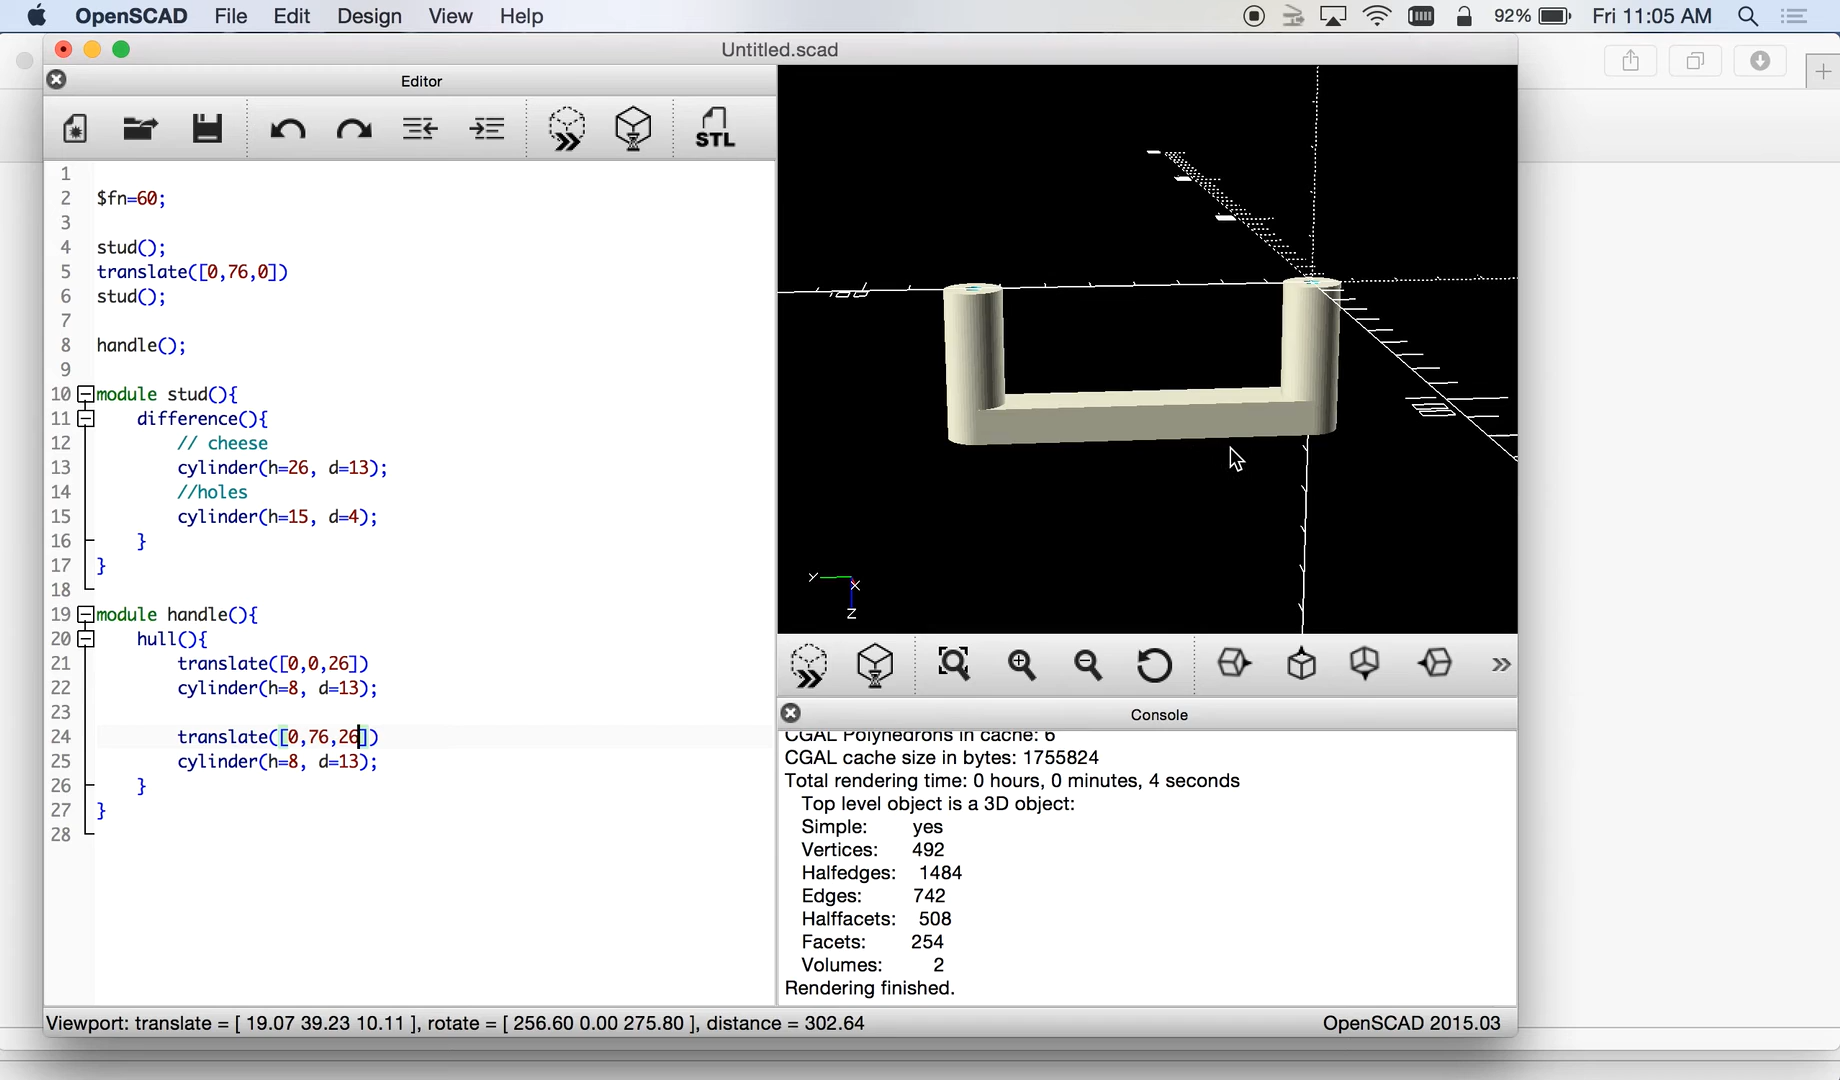 OpenSCAD File Edit Design View Help 92% Fri 11:05 AM
Untitled.scad
Editor
STL
1
2 $fn=60;
3
4 stud();
5 translate([0,76,0])
6 stud();
7
8 handle();
9
10 module stud(){
11 difference(){
12 // cheese
13 cylinder(h=26, d=13);
14 //holes
15 cylinder(h=15, d=4);
16 }
17 }
18
19 module handle(){
20 hull(){
21 translate([0,0,26])
22 cylinder(h=8, d=13);
23
24 translate([0,76,26])
25 cylinder(h=8, d=13);
26 }
27 }
28
Y
X
Z
Console
CGAL Polyhedrons in cache: 6
CGAL cache size in bytes: 1755824
Total rendering time: 0 hours, 0 minutes, 4 seconds
Top level object is a 3D object:
Simple: yes
Vertices: 492
Halfedges: 1484
Edges: 742
Halffacets: 508
Facets: 254
Volumes: 2
Rendering finished.
Viewport: translate = [ 19.07 39.23 10.11 ], rotate = [ 256.60 0.00 275.80 ], distance = 302.64 OpenSCAD 2015.03